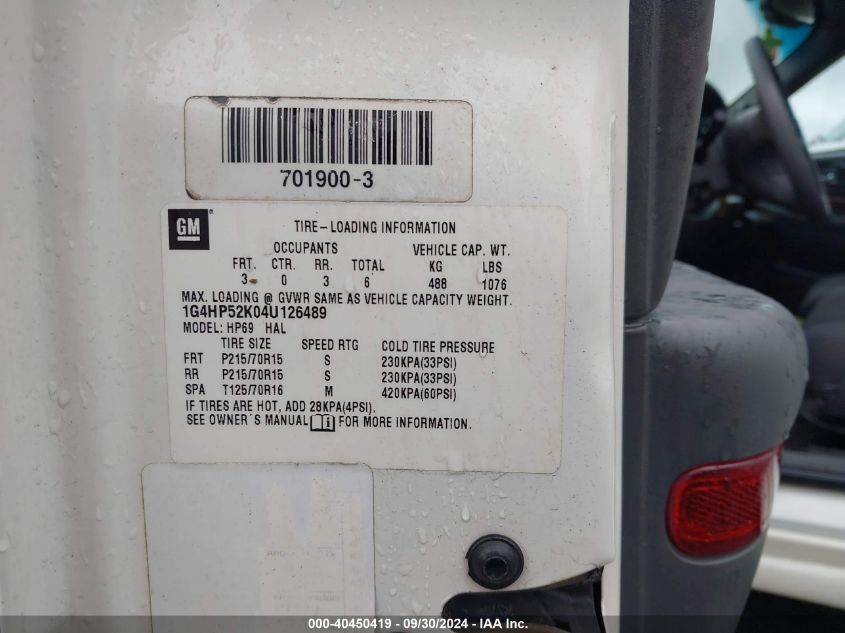 701900-3
GM
TIRE-LOADING INFORMATION
OCCUPANTS VEHICLE CAP. WT.
FRT. CTR. RR. TOTAL KG LBS
3 0 3 6 488 1076
MAX. LOADING @ GVWR SAME AS VEHICLE CAPACITY WEIGHT.
1G4HP52K04U126489
MODEL: HP69 HAL
TIRE SIZE SPEED RTG COLD TIRE PRESSURE
FRT P215/70R15 S 230KPA(33PSI)
RR P215/70R15 S 230KPA(33PSI)
SPA T125/70R16 M 420KPA(60PSI)
IF TIRES ARE HOT, ADD 28KPA(4PSI).
SEE OWNER'S MANUAL FOR MORE INFORMATION.
000-40450419 - 09/30/2024 - IAA Inc.